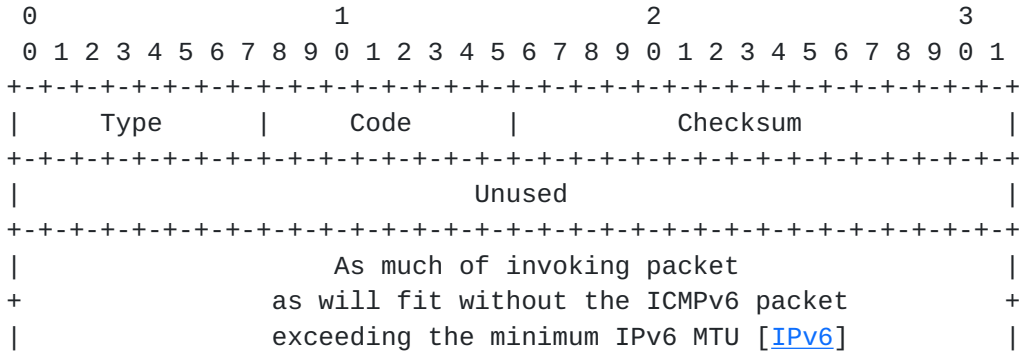 0                   1                   2                   3
 0 1 2 3 4 5 6 7 8 9 0 1 2 3 4 5 6 7 8 9 0 1 2 3 4 5 6 7 8 9 0 1
+-+-+-+-+-+-+-+-+-+-+-+-+-+-+-+-+-+-+-+-+-+-+-+-+-+-+-+-+-+-+-+-+
|     Type      |     Code      |          Checksum             |
+-+-+-+-+-+-+-+-+-+-+-+-+-+-+-+-+-+-+-+-+-+-+-+-+-+-+-+-+-+-+-+-+
|                             Unused                            |
+-+-+-+-+-+-+-+-+-+-+-+-+-+-+-+-+-+-+-+-+-+-+-+-+-+-+-+-+-+-+-+-+
|                    As much of invoking packet                 |
+                as will fit without the ICMPv6 packet          +
|                exceeding the minimum IPv6 MTU [IPv6]          |